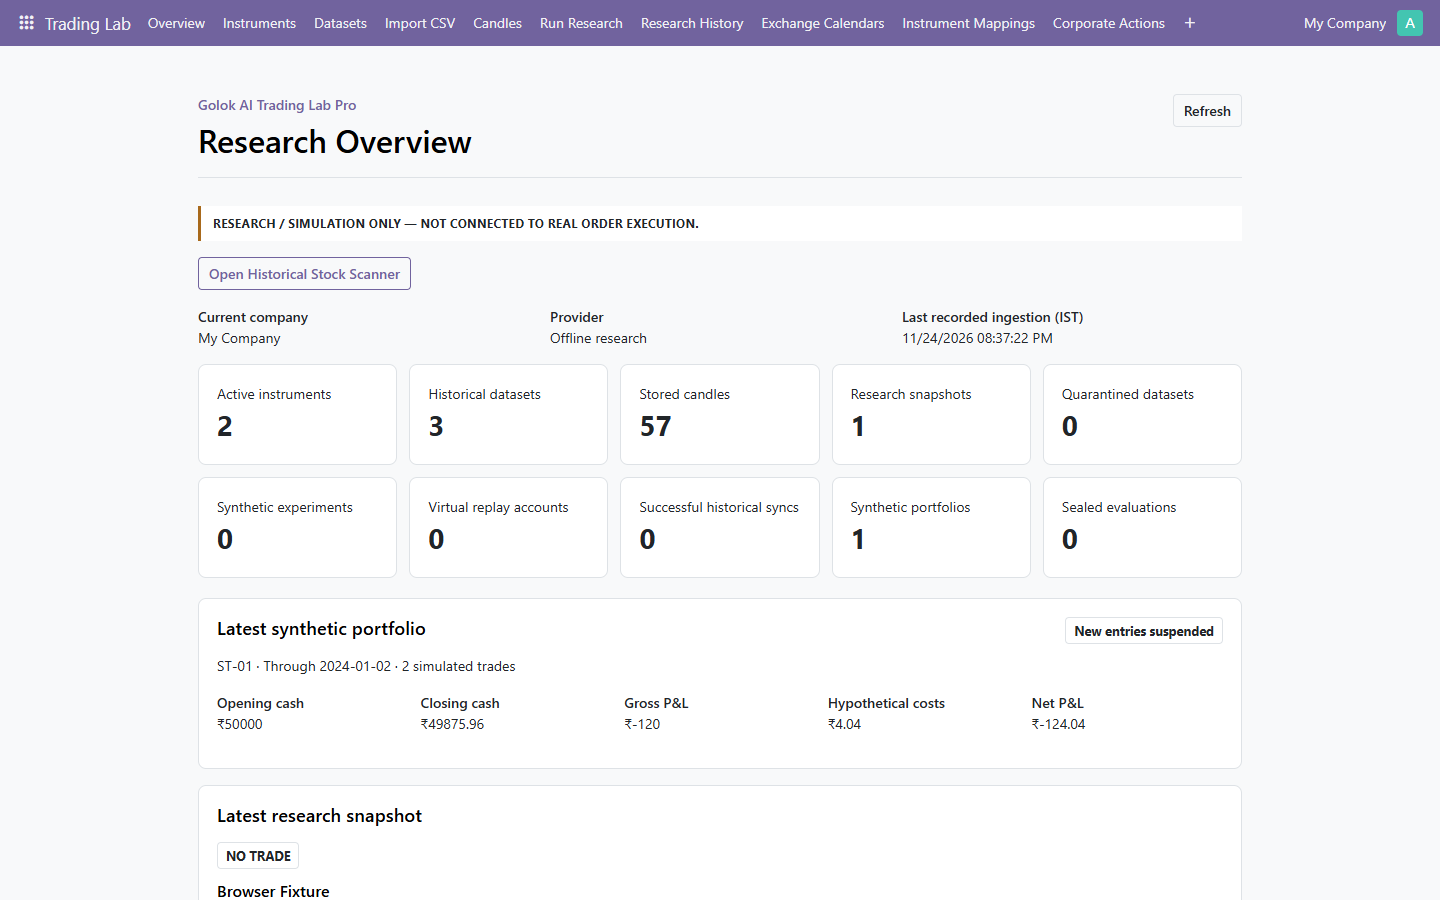 Trading Lab Overview Instruments Datasets Import CSV Candles Run Research Research History Exchange Calendars Instrument Mappings Corporate Actions + My Company A
Golok AI Trading Lab Pro
Refresh
Research Overview
RESEARCH / SIMULATION ONLY — NOT CONNECTED TO REAL ORDER EXECUTION.
Open Historical Stock Scanner
Current company Provider Last recorded ingestion (IST)
My Company Offline research 11/24/2026 08:37:22 PM
Active instruments Historical datasets Stored candles Research snapshots Quarantined datasets
2 3 57 1 0
Synthetic experiments Virtual replay accounts Successful historical syncs Synthetic portfolios Sealed evaluations
0 0 0 1 0
Latest synthetic portfolio New entries suspended
ST-01 · Through 2024-01-02 · 2 simulated trades
Opening cash Closing cash Gross P&L Hypothetical costs Net P&L
₹50000 ₹49875.96 ₹-120 ₹4.04 ₹-124.04
Latest research snapshot
NO TRADE
Browser Fixture